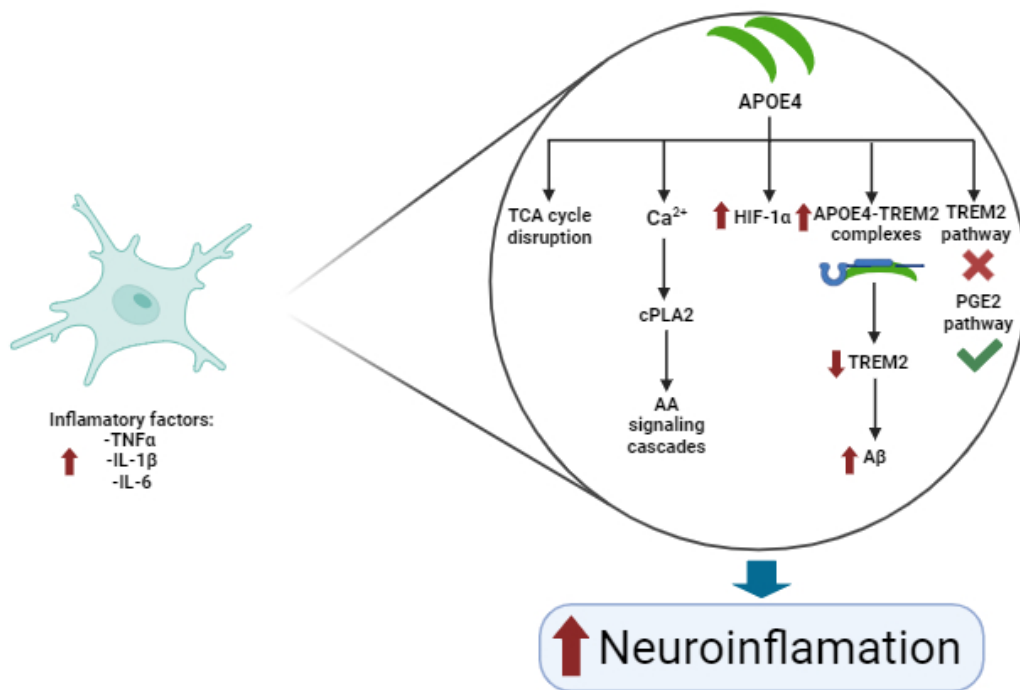 APOE4
TCA cycle
disruption
Ca²⁺
cPLA2
AA
signaling
cascades
HIF-1α
APOE4-TREM2
complexes
TREM2
Aβ
TREM2
pathway
PGE2
pathway
Inflamatory factors:
-TNFα
-IL-1β
-IL-6
Neuroinflamation